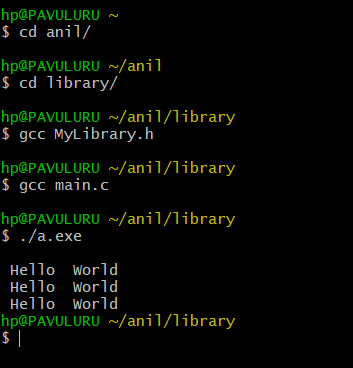 hp@PAVULURU ~
$ cd anil/
hp@PAVULURU ~/anil
$ cd library/
hp@PAVULURU ~/anil/library
$ gcc MyLibrary.h
hp@PAVULURU ~/anil/library
$ gcc main.c
hp@PAVULURU ~/anil/library
$ ./a.exe
Hello  World
Hello  World
Hello  World
hp@PAVULURU ~/anil/library
$